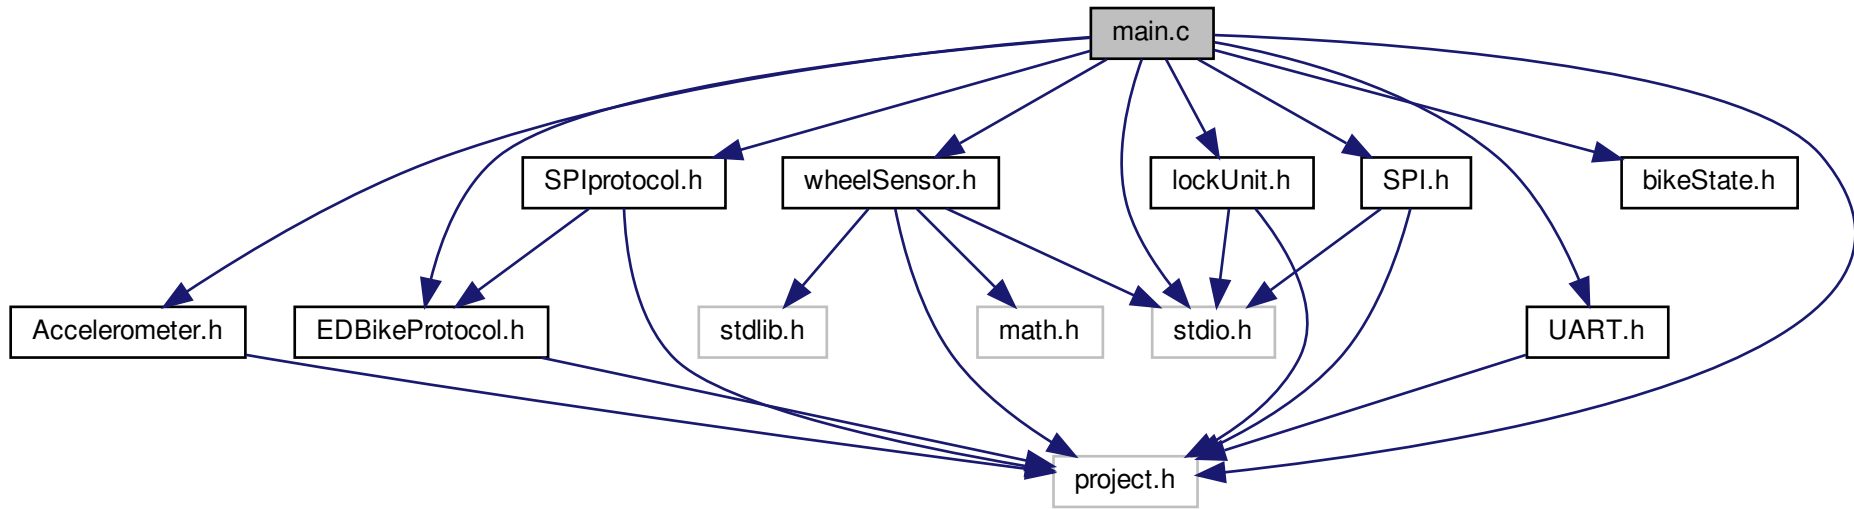 main.c
SPIprotocol.h
wheelSensor.h
lockUnit.h
SPI.h
bikeState.h
Accelerometer.h
EDBikeProtocol.h
stdlib.h
math.h
stdio.h
UART.h
project.h